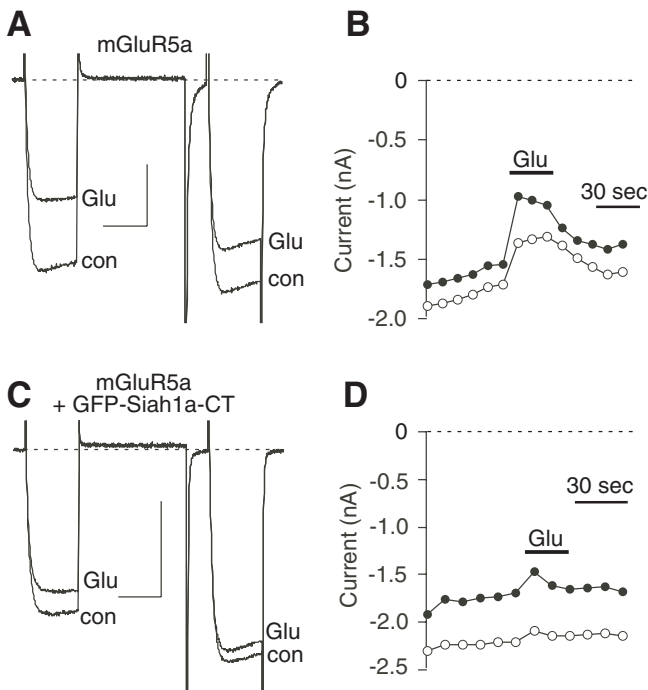 A
mGluR5a
Glu
con
Glu
con
B
0
-0.5
-1.0
-1.5
-2.0
Current (nA)
Glu
30 sec
C
mGluR5a
+ GFP-Siah1a-CT
Glu
con
Glu
con
D
0
-0.5
-1.0
-1.5
-2.0
-2.5
Current (nA)
Glu
30 sec